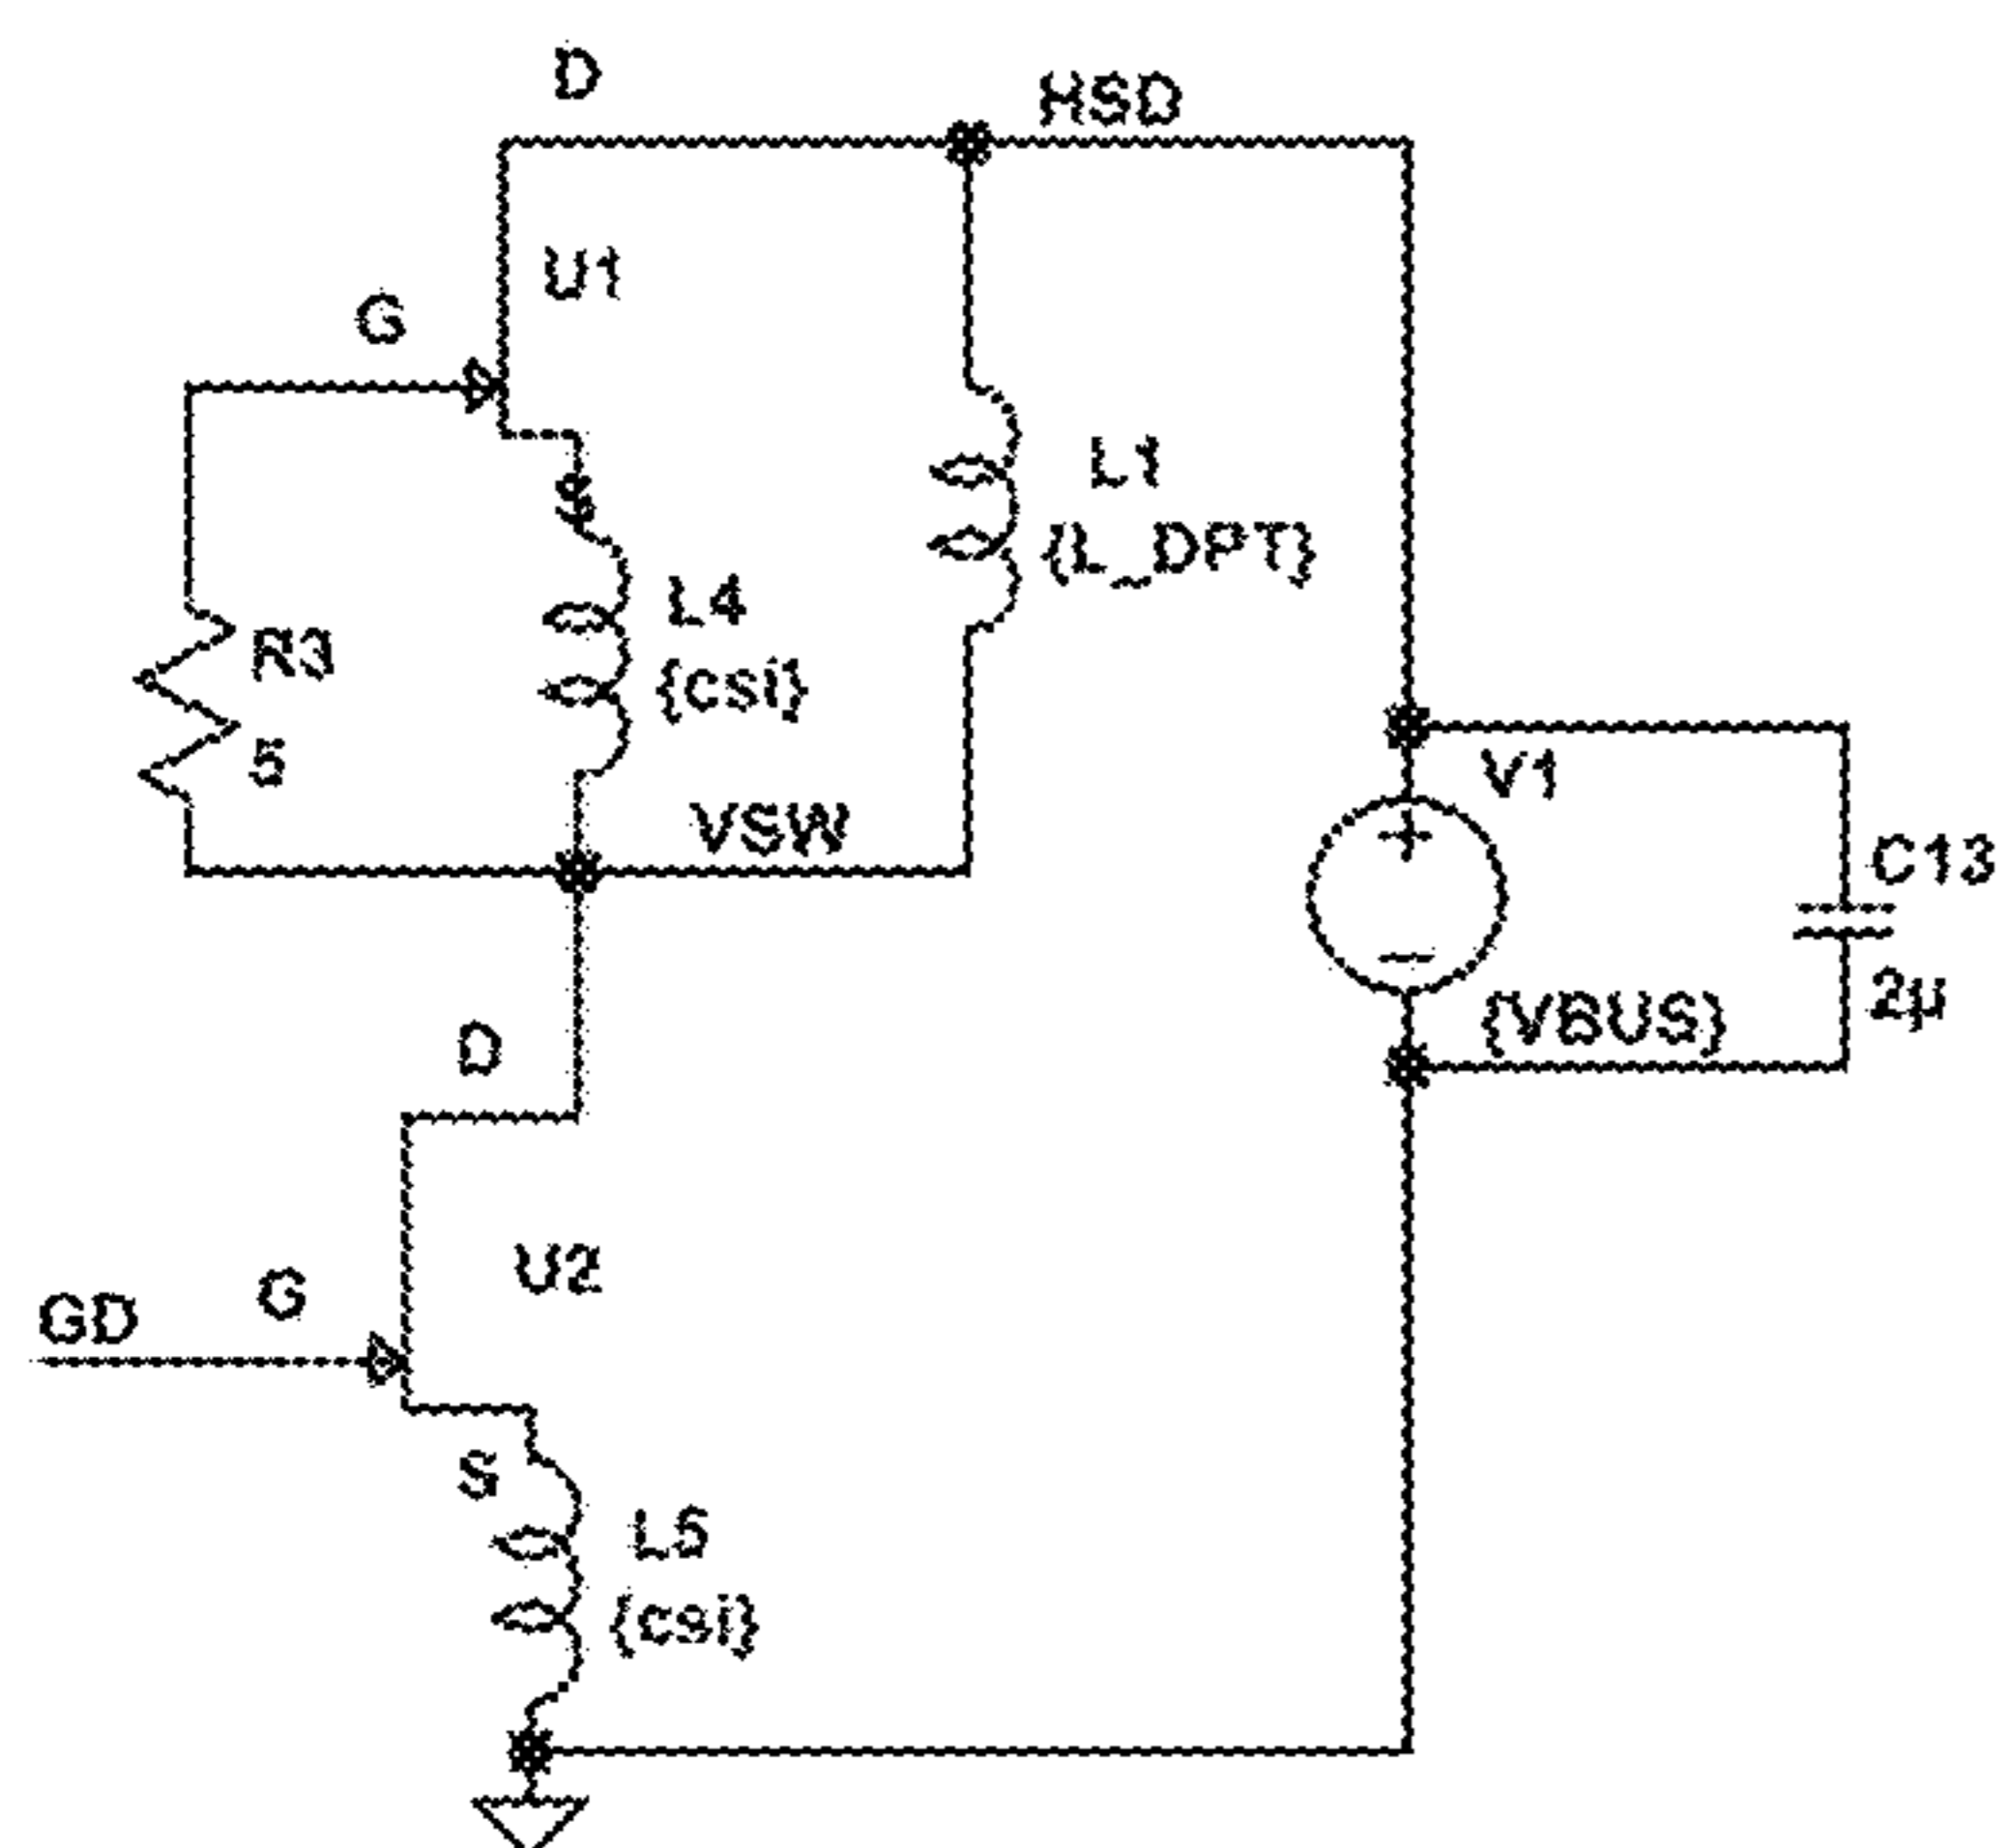 D
HSD
U1
G
S
L1
{L_DPT}
L4
{csi}
R3
5
VSW
V1
C13
{VBUS}
2µ
D
U2
G
GD
S
L5
{csi}